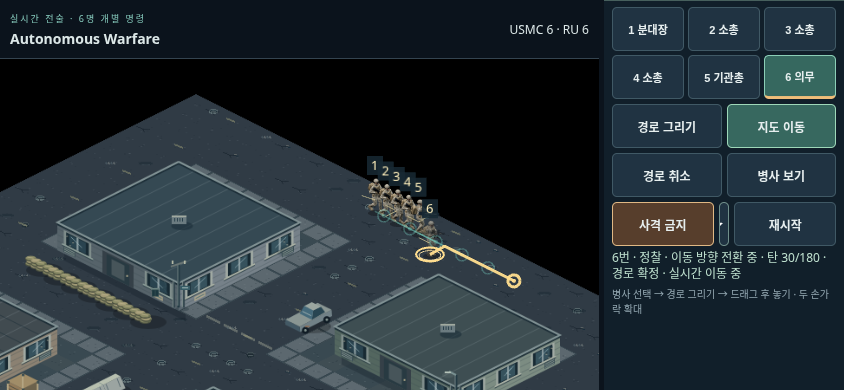 실시간 전술 · 6명 개별 명령
Autonomous Warfare
USMC 6 · RU 6
1 분대장
2 소총
3 소총
4 소총
5 기관총
6 의무
경로 그리기
지도 이동
경로 취소
병사 보기
사격 금지
재시작
6번 · 정찰 · 이동 방향 전환 중 · 탄 30/180 ·
경로 확정 · 실시간 이동 중
병사 선택 → 경로 그리기 → 드래그 후 놓기 · 두 손가
락 확대
1
2
3
4
5
6